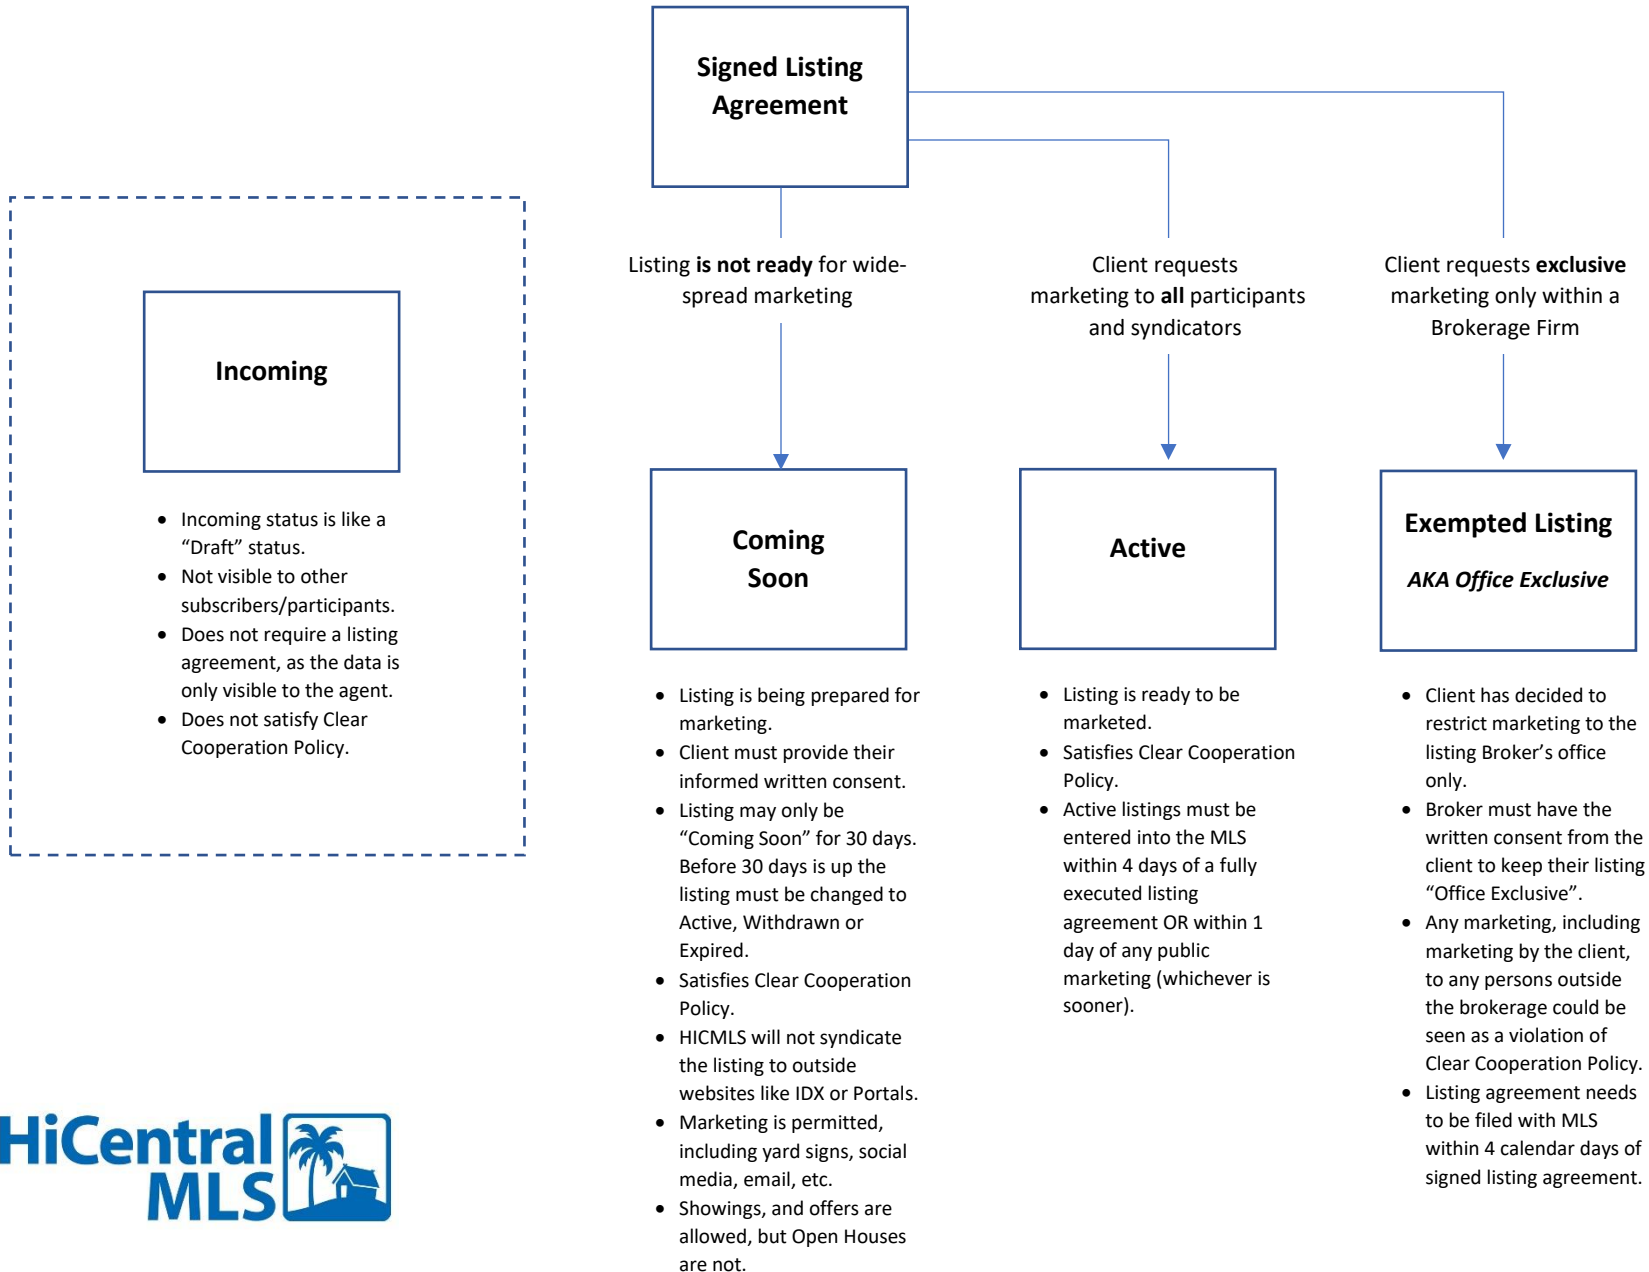 Signed Listing
Agreement
Listing is not ready for wide-
spread marketing
Client requests
marketing to all participants
and syndicators
Client requests exclusive
marketing only within a
Brokerage Firm
Incoming
• Incoming status is like a
“Draft” status.
• Not visible to other
subscribers/participants.
• Does not require a listing
agreement, as the data is
only visible to the agent.
• Does not satisfy Clear
Cooperation Policy.
Coming
Soon
• Listing is being prepared for
marketing.
• Client must provide their
informed written consent.
• Listing may only be
“Coming Soon” for 30 days.
Before 30 days is up the
listing must be changed to
Active, Withdrawn or
Expired.
• Satisfies Clear Cooperation
Policy.
• HICMLS will not syndicate
the listing to outside
websites like IDX or Portals.
• Marketing is permitted,
including yard signs, social
media, email, etc.
• Showings, and offers are
allowed, but Open Houses
are not.
Active
• Listing is ready to be
marketed.
• Satisfies Clear Cooperation
Policy.
• Active listings must be
entered into the MLS
within 4 days of a fully
executed listing
agreement OR within 1
day of any public
marketing (whichever is
sooner).
Exempted Listing
AKA Office Exclusive
• Client has decided to
restrict marketing to the
listing Broker’s office
only.
• Broker must have the
written consent from the
client to keep their listing
“Office Exclusive”.
• Any marketing, including
marketing by the client,
to any persons outside
the brokerage could be
seen as a violation of
Clear Cooperation Policy.
• Listing agreement needs
to be filed with MLS
within 4 calendar days of
signed listing agreement.
HiCentral
MLS